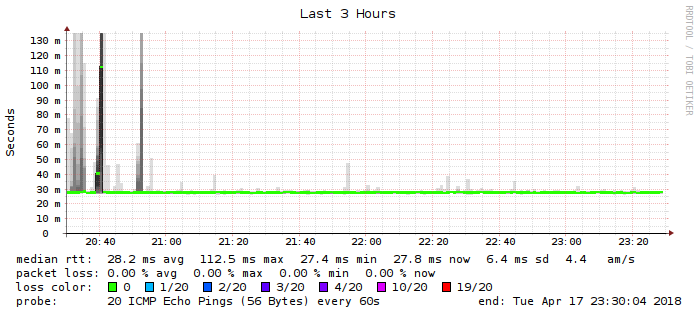 Last 3 Hours
RRDTOOL / TOBI OETIKER
Seconds
130 m
120 m
110 m
100 m
90 m
80 m
70 m
60 m
50 m
40 m
30 m
20 m
10 m
0
20:40 21:00 21:20 21:40 22:00 22:20 22:40 23:00 23:20
median rtt: 28.2 ms avg 112.5 ms max 27.4 ms min 27.8 ms now 6.4 ms sd 4.4 am/s
packet loss: 0.00 % avg 0.00 % max 0.00 % min 0.00 % now
loss color: 0 1/20 2/20 3/20 4/20 10/20 19/20
probe: 20 ICMP Echo Pings (56 Bytes) every 60s end: Tue Apr 17 23:30:04 2018